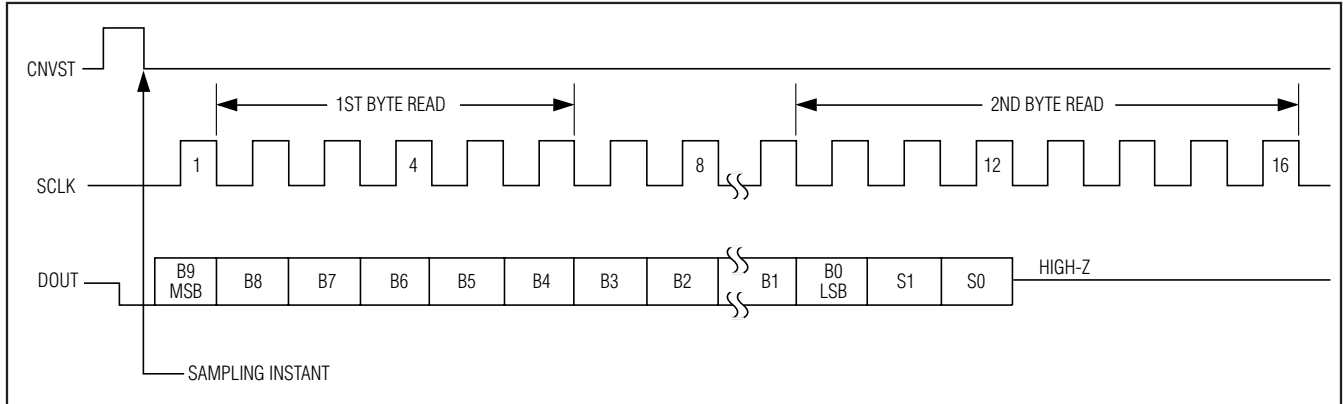 CNVST
1ST BYTE READ
2ND BYTE READ
SCLK
1
4
8
12
16
DOUT
B9
MSB
B8
B7
B6
B5
B4
B3
B2
B1
B0
LSB
S1
S0
HIGH-Z
SAMPLING INSTANT